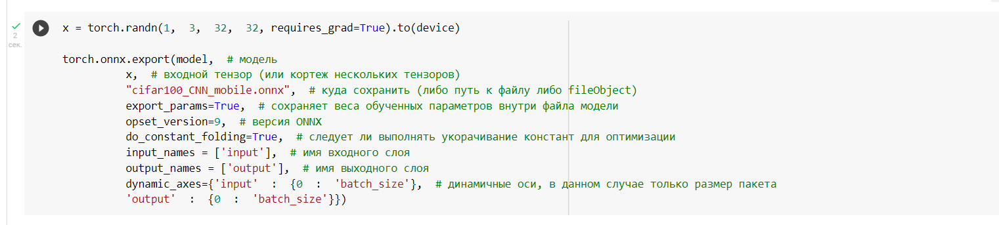 2
сек.
x = torch.randn(1,  3,  32,  32, requires_grad=True).to(device)
torch.onnx.export(model,  # модель
x,  # входной тензор (или кортеж нескольких тензоров)
"cifar100_CNN_mobile.onnx",  # куда сохранить (либо путь к файлу либо fileObject)
export_params=True,  # сохраняет веса обученных параметров внутри файла модели
opset_version=9,  # версия ONNX
do_constant_folding=True,  # следует ли выполнять укорачивание констант для оптимизации
input_names = ['input'],  # имя входного слоя
output_names = ['output'],  # имя выходного слоя
dynamic_axes={'input'  :  {0  :  'batch_size'},  # динамичные оси, в данном случае только размер пакета
'output'  :  {0  :  'batch_size'}})